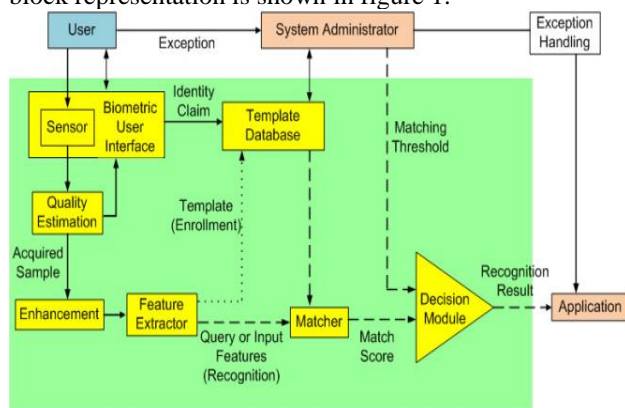 block representation is shown in figure 1.
User
Exception
System Administrator
Exception
Handling
Sensor
Biometric
User
Interface
Identity
Claim
Template
Database
Matching
Threshold
Quality
Estimation
Template
(Enrollment)
Acquired
Sample
Enhancement
Feature
Extractor
Query or Input
Features
(Recognition)
Matcher
Match
Score
Decision
Module
Recognition
Result
Application